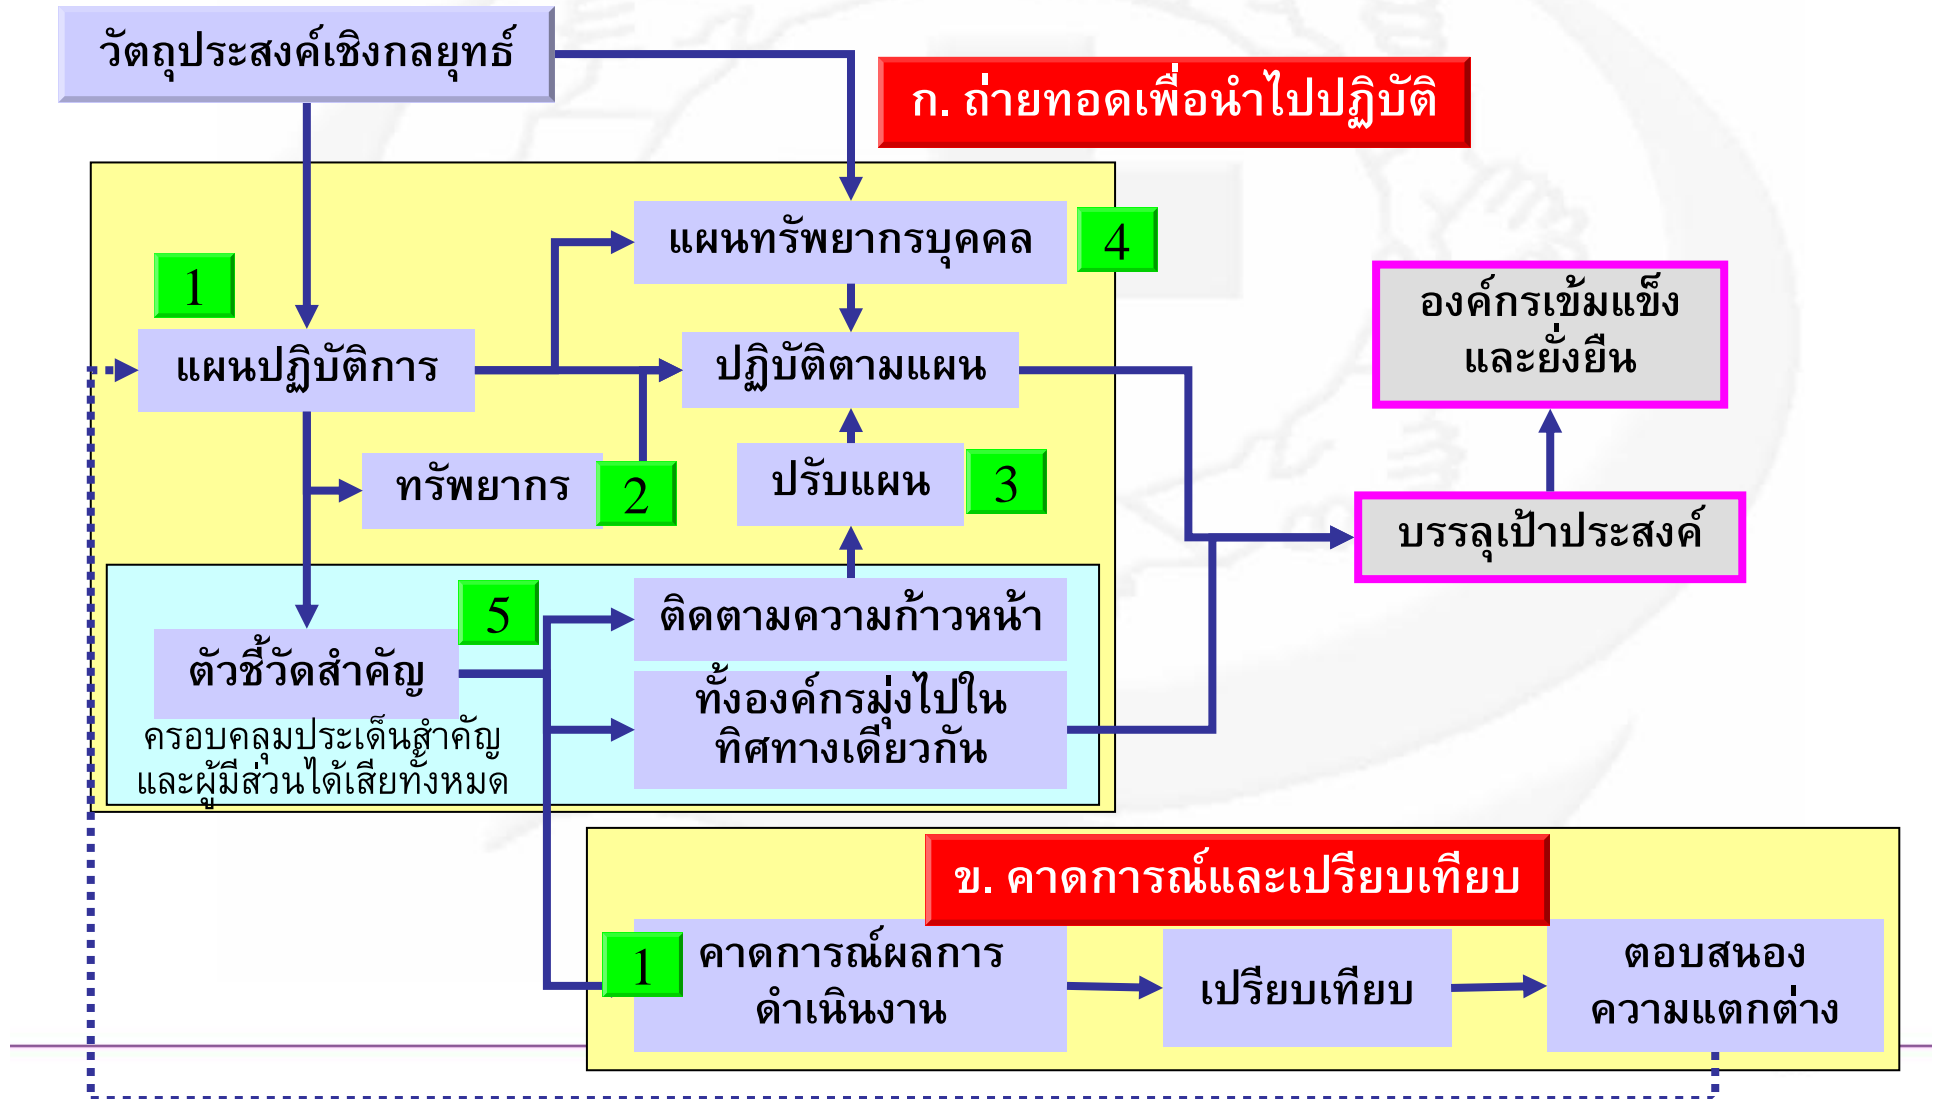 วัตถุประสงค์เชิงกลยุทธ์
ก. ถ่ายทอดเพื่อนำไปปฏิบัติ
แผนทรัพยากรบุคคล
4
1
องค์กรเข้มแข็ง
และยั่งยืน
แผนปฏิบัติการ
ปฏิบัติตามแผน
ทรัพยากร
2
ปรับแผน
3
บรรลุเป้าประสงค์
5
ติดตามความก้าวหน้า
ตัวชี้วัดสำคัญ
ทั้งองค์กรมุ่งไปใน
ทิศทางเดียวกัน
ครอบคลุมประเด็นสำคัญ
และผู้มีส่วนได้เสียทั้งหมด
ข. คาดการณ์และเปรียบเทียบ
1
คาดการณ์ผลการ
ดำเนินงาน
เปรียบเทียบ
ตอบสนอง
ความแตกต่าง